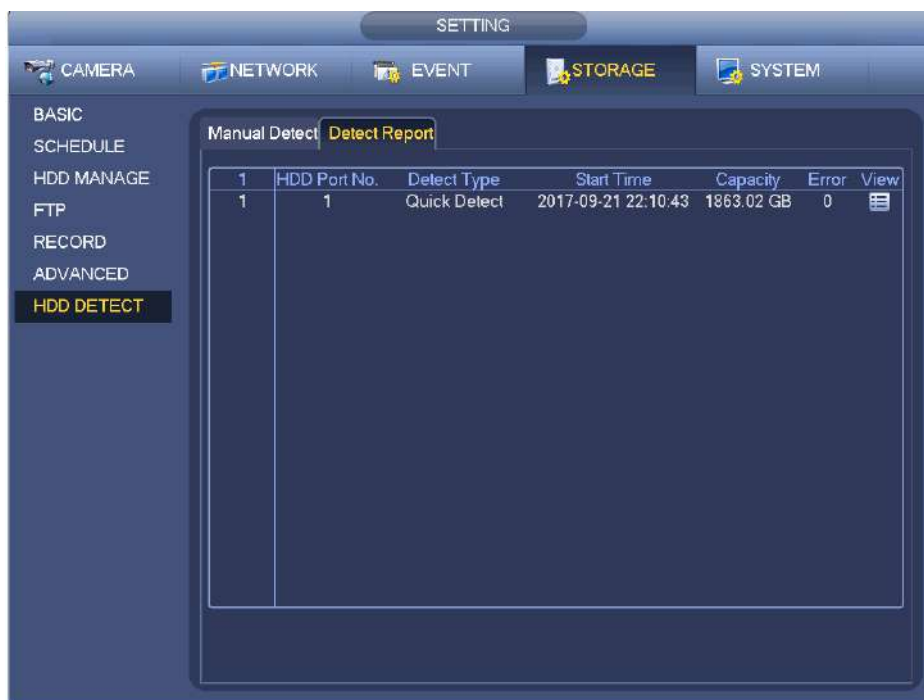 SETTING
CAMERA NETWORK EVENT STORAGE SYSTEM
BASIC
SCHEDULE
HDD MANAGE
FTP
RECORD
ADVANCED
HDD DETECT
Manual Detect Detect Report
1 HDD Port No. Detect Type Start Time Capacity Error View
1 1 Quick Detect 2017-09-21 22:10:43 1863.02 GB 0